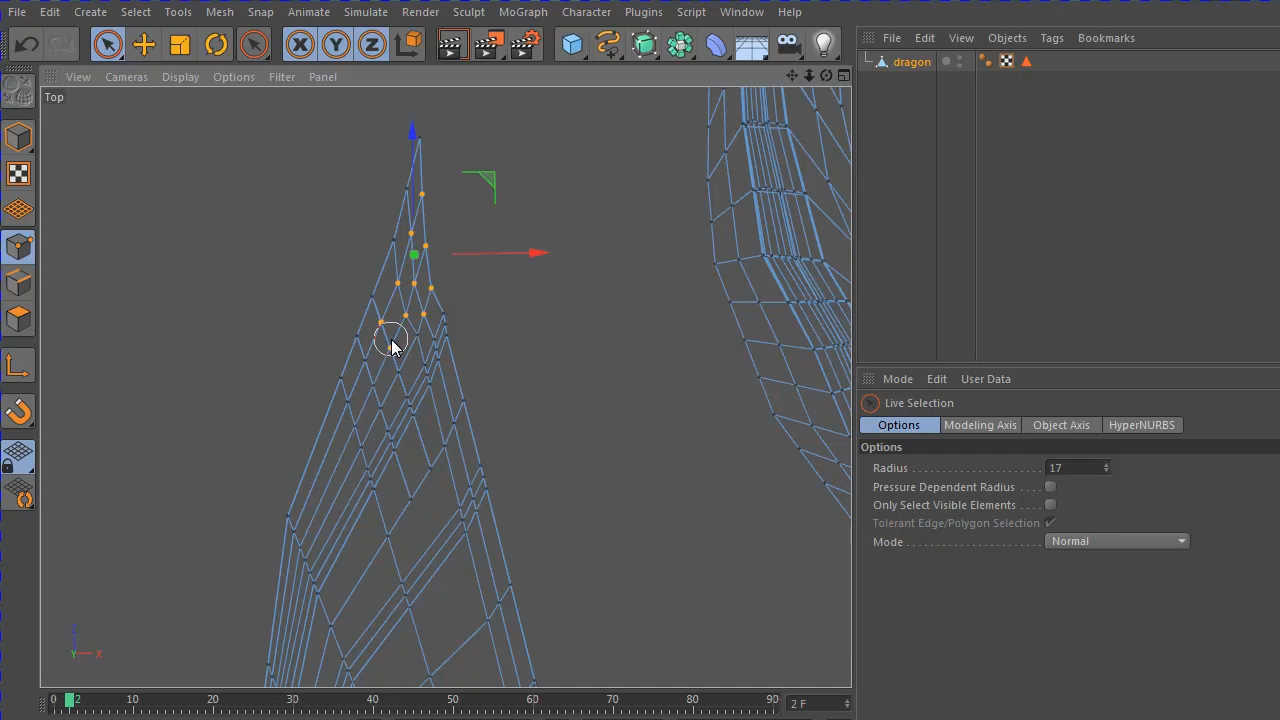 File Edit Create Select Tools Mesh Snap Animate Simulate Render Sculpt MoGraph Character Plugins Script Window Help
X Y Z
File Edit View Objects Tags Bookmarks
dragon
View Cameras Display Options Filter Panel
Top
Mode Edit User Data
Live Selection
Options Modeling Axis Object Axis HyperNURBS
Options
Radius 17
Pressure Dependent Radius
Only Select Visible Elements
Tolerant Edge/Polygon Selection
Mode Normal
Z
Y X
0 2 10 20 30 40 50 60 70 80 90 2 F